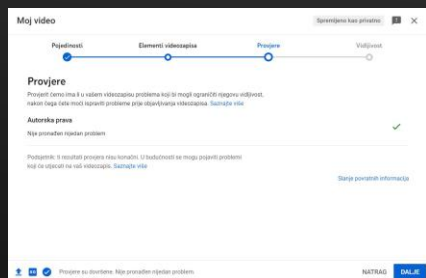 Moj video
Spremljeno kao privatno
Pojedinosti
Elementi videozapisa
Provjere
Vidljivost
Provjere
Provjerit ćemo ima li u vašem videozapisu problema koji bi mogli ograničiti njegovu vidljivost,
nakon čega ćete moći ispraviti probleme prije objavljivanja videozapisa. Saznajte više
Autorska prava
Nije pronađen nijedan problem
Podsjetnik: ti rezultati provjera nisu konačni. U budućnosti se mogu pojaviti problemi
koji će utjecati na vaš videozapis. Saznajte više
Slanje povratnih informacija
Provjere su dovršene. Nije pronađen nijedan problem.
NATRAG
DALJE